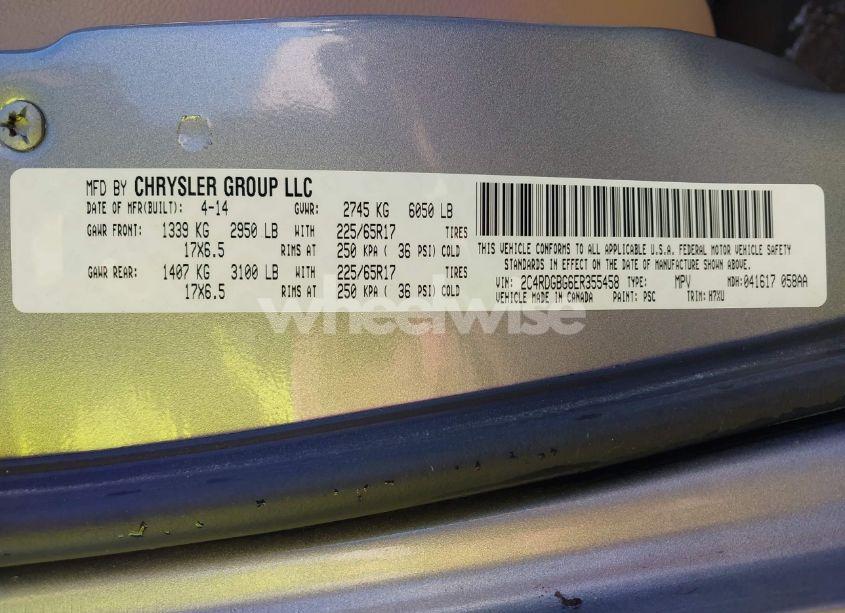 MFD BY CHRYSLER GROUP LLC
DATE OF MFR(BUILT): 4-14 GVWR: 2745 KG 6050 LB
GAWR FRONT: 1339 KG 2950 LB WITH 225/65R17 TIRES
17X6.5 RIMS AT 250 KPA ( 36 PSI) COLD
GAWR REAR: 1407 KG 3100 LB WITH 225/65R17 TIRES
17X6.5 RIMS AT 250 KPA ( 36 PSI) COLD
THIS VEHICLE CONFORMS TO ALL APPLICABLE U.S.A. FEDERAL MOTOR VEHICLE SAFETY
STANDARDS IN EFFECT ON THE DATE OF MANUFACTURE SHOWN ABOVE.
VIN: 2C4RDGBG6ER355458 TYPE: MPV MDH: 041617 058AA
VEHICLE MADE IN CANADA PAINT: PSC TRIM: H7XU
wheelwise